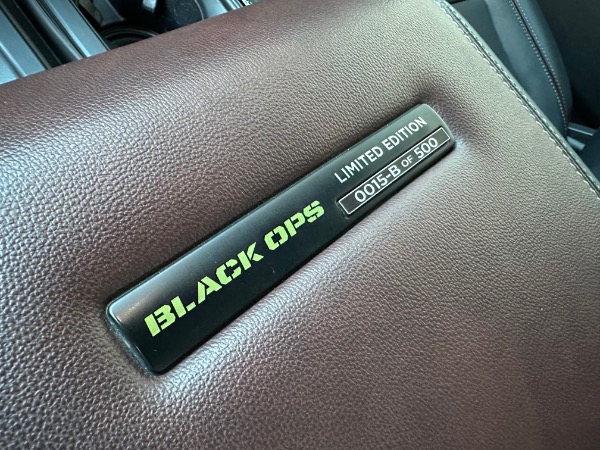 BLACK OPS
LIMITED EDITION
0015-B OF 500